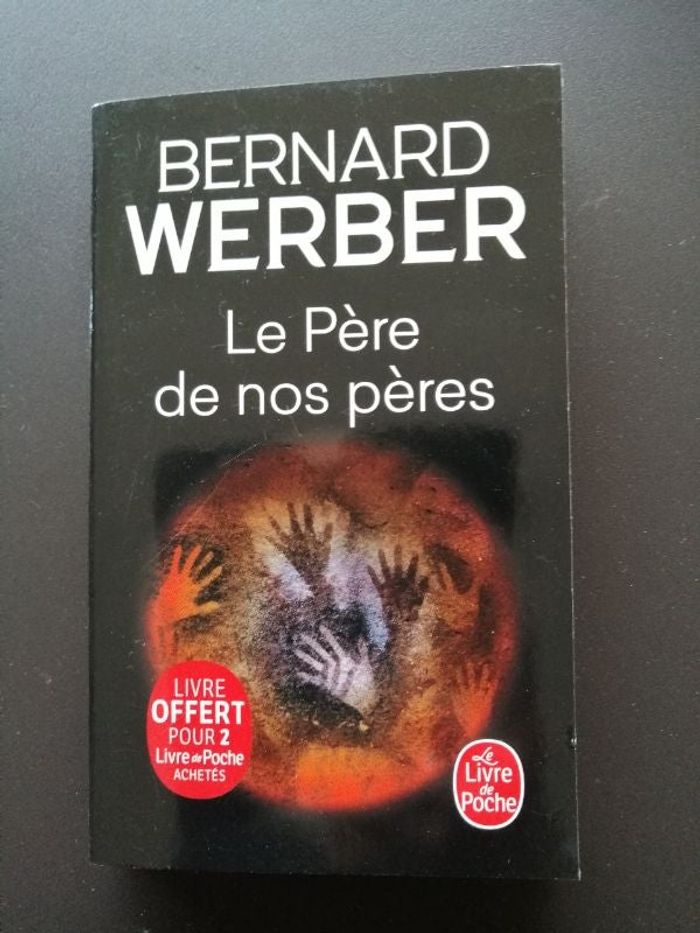 BERNARD
WERBER
Le Père
de nos pères
LIVRE
OFFERT
POUR 2
Livre de Poche
ACHETÉS
Le
Livre
de
Poche